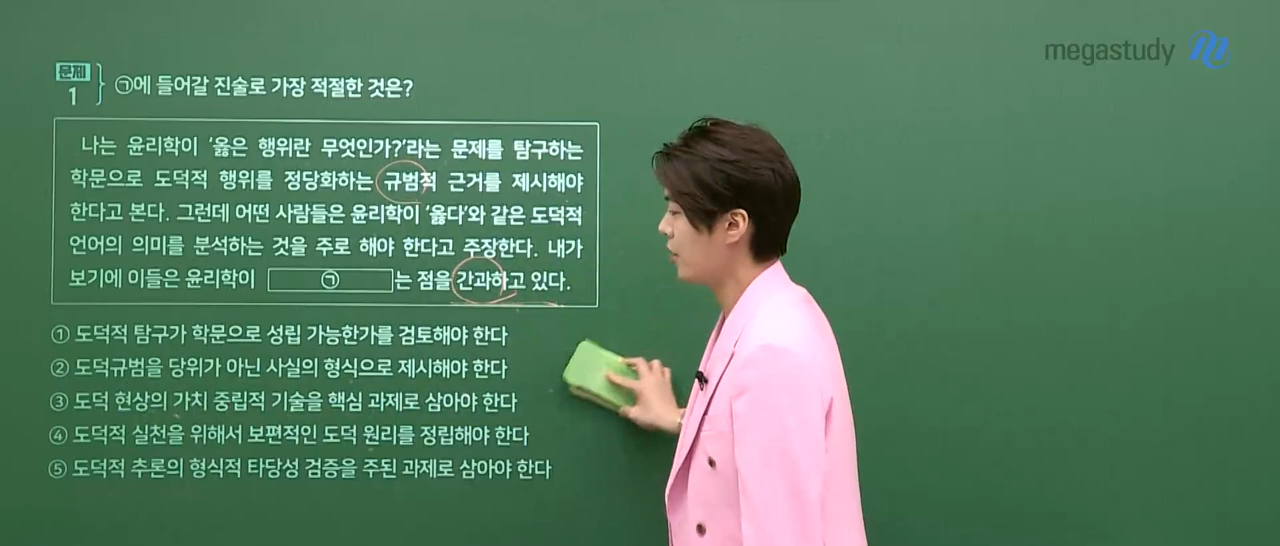 megastudy
문제
1
㉠에 들어갈 진술로 가장 적절한 것은?
나는 윤리학이 '옳은 행위란 무엇인가?'라는 문제를 탐구하는
학문으로 도덕적 행위를 정당화하는 규범적 근거를 제시해야
한다고 본다. 그런데 어떤 사람들은 윤리학이 '옳다'와 같은 도덕적
언어의 의미를 분석하는 것을 주로 해야 한다고 주장한다. 내가
보기에 이들은 윤리학이 ㉠ 는 점을 간과하고 있다.
① 도덕적 탐구가 학문으로 성립 가능한가를 검토해야 한다
② 도덕규범을 당위가 아닌 사실의 형식으로 제시해야 한다
③ 도덕 현상의 가치 중립적 기술을 핵심 과제로 삼아야 한다
④ 도덕적 실천을 위해서 보편적인 도덕 원리를 정립해야 한다
⑤ 도덕적 추론의 형식적 타당성 검증을 주된 과제로 삼아야 한다